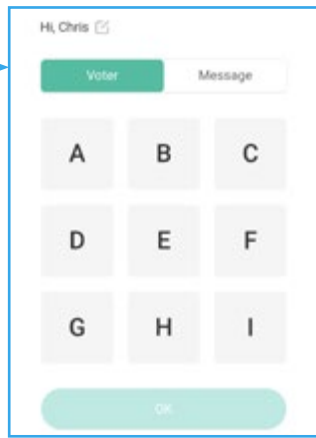 Hi, Chris
Voter Message
A B C
D E F
G H I
OK